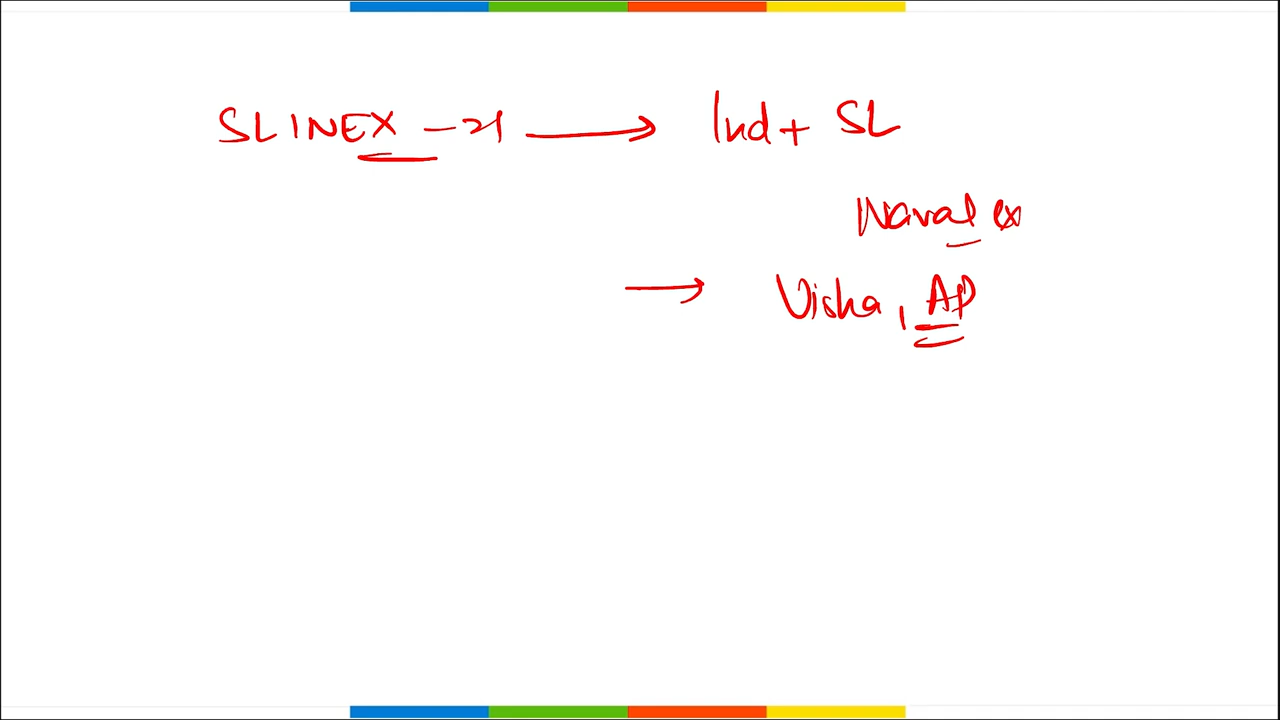 SLINEX - 21 → Ind + SL
Naval ex
→ Visha, AP